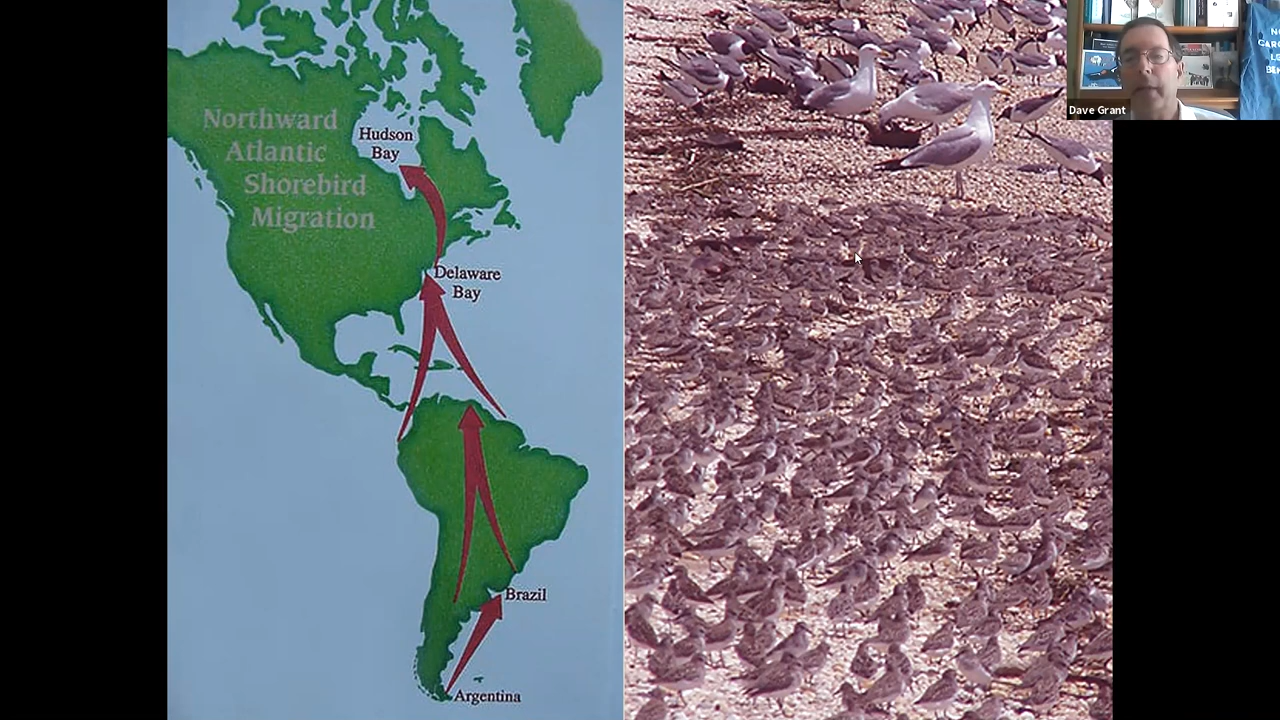 Northward
Atlantic
Shorebird
Migration
Hudson
Bay
Delaware
Bay
Brazil
Argentina
Dave Grant